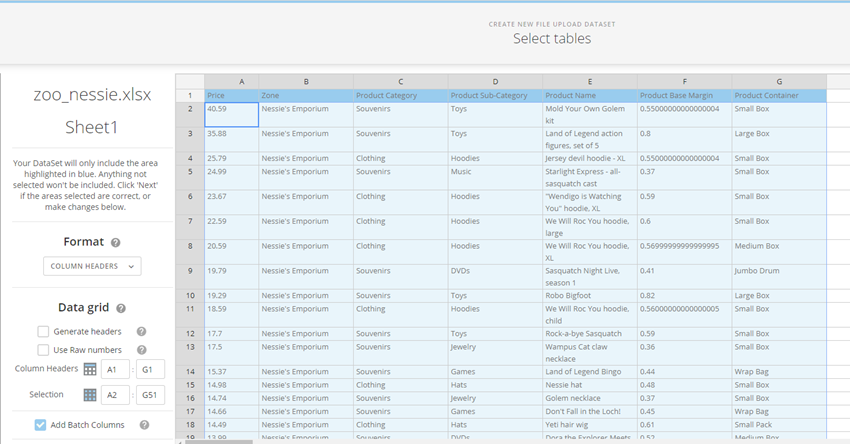 CREATE NEW FILE UPLOAD DATASET
Select tables
zoo_nessie.xlsx
Sheet1
Your DataSet will only include the area
highlighted in blue. Anything not
selected won't be included. Click 'Next'
if the areas selected are correct, or
make changes below.
Format ?
COLUMN HEADERS
Data grid ?
Generate headers ?
Use Raw numbers ?
Column Headers A1 : G1
Selection A2 : G51
Add Batch Columns ?
A B C D E F G
1 Price Zone Product Category Product Sub-Category Product Name Product Base Margin Product Container
2 40.59 Nessie's Emporium Souvenirs Toys Mold Your Own Golem 0.55000000000000004 Small Box
kit
3 35.88 Nessie's Emporium Souvenirs Toys Land of Legend action 0.8 Large Box
figures, set of 5
4 25.79 Nessie's Emporium Clothing Hoodies Jersey devil hoodie - XL 0.55000000000000004 Small Box
5 24.99 Nessie's Emporium Souvenirs Music Starlight Express - all- 0.37 Small Box
sasquatch cast
6 23.67 Nessie's Emporium Clothing Hoodies "Wendigo is Watching 0.59 Small Box
You" hoodie, XL
7 22.59 Nessie's Emporium Clothing Hoodies We Will Roc You hoodie, 0.6 Small Box
large
8 20.59 Nessie's Emporium Clothing Hoodies We Will Roc You hoodie, 0.56999999999999995 Medium Box
XL
9 19.79 Nessie's Emporium Souvenirs DVDs Sasquatch Night Live, 0.41 Jumbo Drum
season 1
10 19.29 Nessie's Emporium Souvenirs Toys Robo Bigfoot 0.82 Large Box
11 18.59 Nessie's Emporium Clothing Hoodies We Will Roc You hoodie, 0.56000000000000005 Small Box
child
12 17.7 Nessie's Emporium Souvenirs Toys Rock-a-bye Sasquatch 0.59 Small Box
13 17.5 Nessie's Emporium Souvenirs Jewelry Wampus Cat claw 0.36 Small Box
necklace
14 15.37 Nessie's Emporium Souvenirs Games Land of Legend Bingo 0.44 Wrap Bag
15 14.98 Nessie's Emporium Clothing Hats Nessie hat 0.48 Small Box
16 14.74 Nessie's Emporium Souvenirs Jewelry Golem necklace 0.37 Small Box
17 14.66 Nessie's Emporium Souvenirs Games Don't Fall in the Loch! 0.45 Wrap Bag
18 14.49 Nessie's Emporium Clothing Hats Yeti hair wig 0.61 Small Pack
19 13.99 Nessie's Emporium Souvenirs DVDs Dora the Explorer Meets 0.52 Medium Box